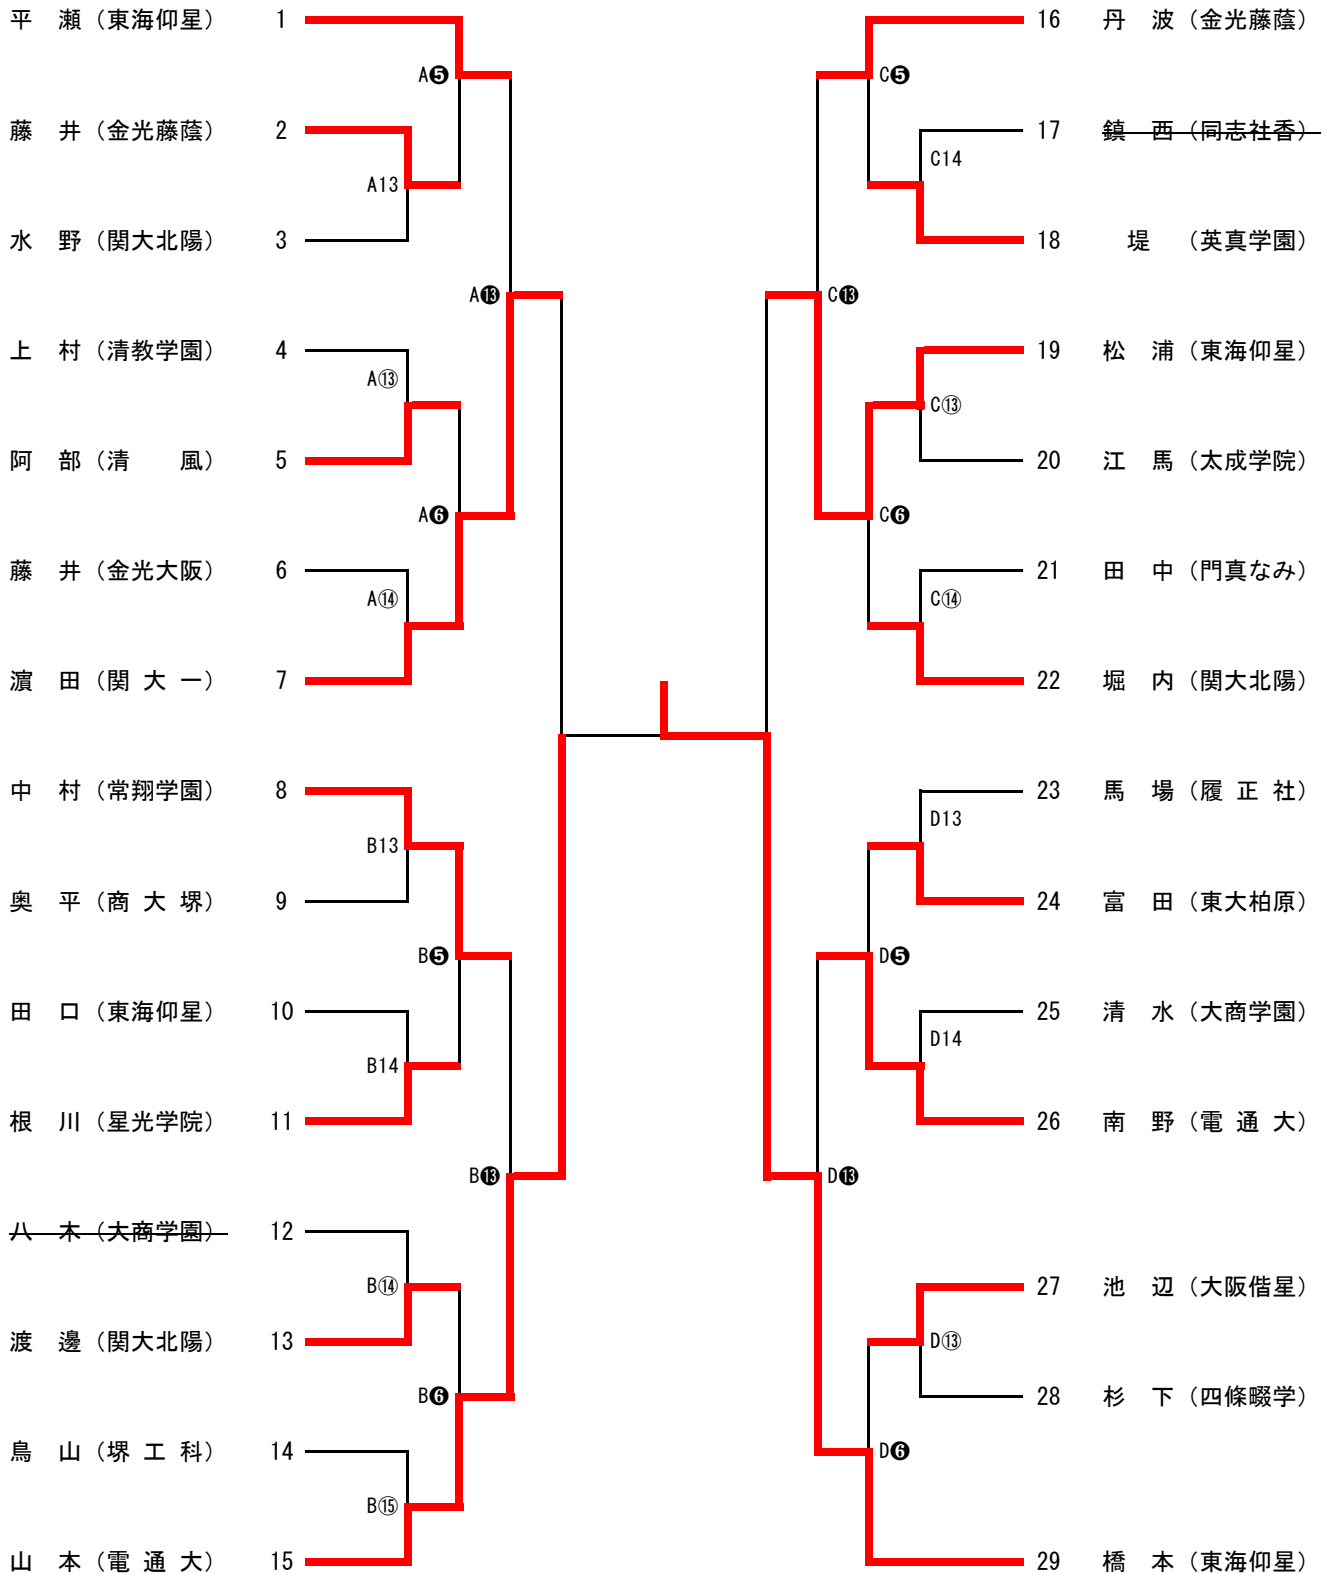 平　瀬（東海仰星）　1
A❺
藤　井（金光藤蔭）　2
A13
水　野（関大北陽）　3
A⓭
上　村（清教学園）　4
A⑬
阿　部（清　　風）　5
A❻
藤　井（金光大阪）　6
A⑭
濵　田（関 大 一）　7
中　村（常翔学園）　8
B13
奥　平（商 大 堺）　9
B❺
田　口（東海仰星）　10
B14
根　川（星光学院）　11
B⓭
八　木（大商学園）　12
B⑭
渡　邊（関大北陽）　13
B❻
鳥　山（堺 工 科）　14
B⑮
山　本（電 通 大）　15
16　丹　波（金光藤蔭）
C❺
17　鎮　西（同志社香）
C14
18　堤　（英真学園）
C⓭
19　松　浦（東海仰星）
C⑬
20　江　馬（太成学院）
C❻
21　田　中（門真なみ）
C⑭
22　堀　内（関大北陽）
23　馬　場（履 正 社）
D13
24　富　田（東大柏原）
D❺
25　清　水（大商学園）
D14
26　南　野（電 通 大）
D⓭
27　池　辺（大阪偕星）
D⑬
28　杉　下（四條畷学）
D❻
29　橋　本（東海仰星）